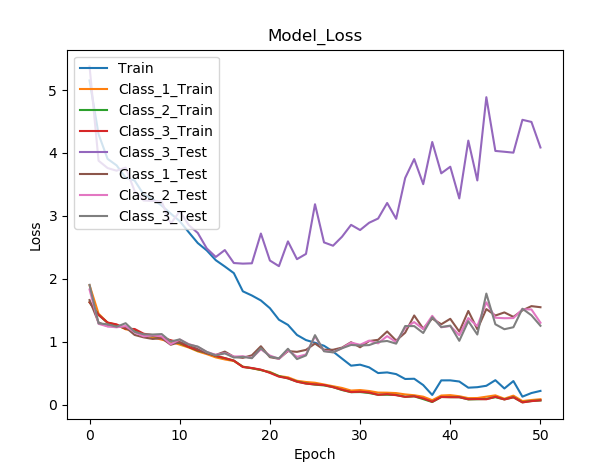 Model_Loss
Train
Class_1_Train
Class_2_Train
Class_3_Train
Class_3_Test
Class_1_Test
Class_2_Test
Class_3_Test
5
4
3
2
1
0
Loss
0 10 20 30 40 50
Epoch